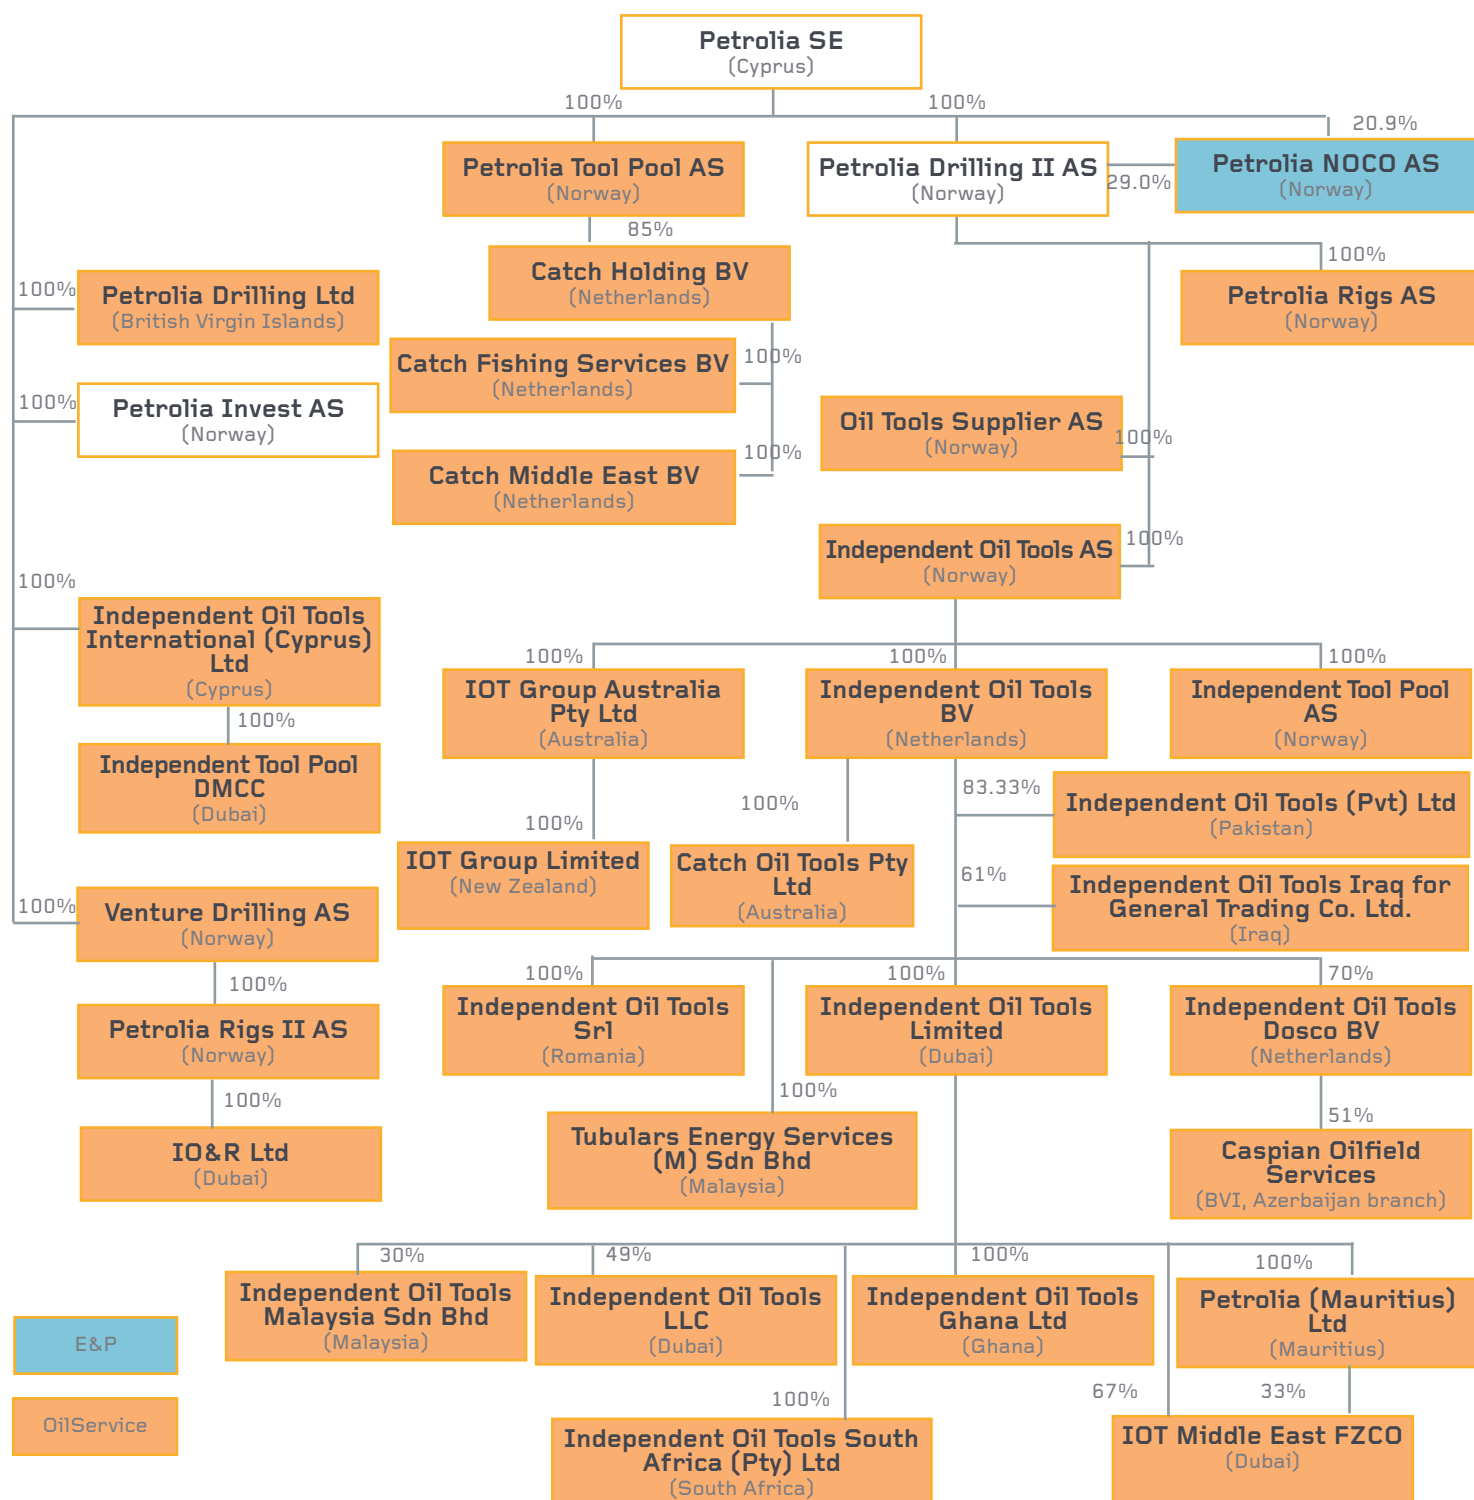 Petrolia SE
(Cyprus)
100%
100%
20.9%
Petrolia Tool Pool AS
(Norway)
Petrolia Drilling II AS
(Norway)
29.0%
Petrolia NOCO AS
(Norway)
85%
100%
Catch Holding BV
(Netherlands)
100%
Petrolia Drilling Ltd
(British Virgin Islands)
Petrolia Rigs AS
(Norway)
Catch Fishing Services BV
(Netherlands)
100%
100%
Petrolia Invest AS
(Norway)
Oil Tools Supplier AS
(Norway)
100%
Catch Middle East BV
(Netherlands)
100%
Independent Oil Tools AS
(Norway)
100%
100%
Independent Oil Tools
International (Cyprus)
Ltd
(Cyprus)
100%
100%
100%
IOT Group Australia
Pty Ltd
(Australia)
Independent Oil Tools
BV
(Netherlands)
Independent Tool Pool
AS
(Norway)
100%
Independent Tool Pool
DMCC
(Dubai)
100%
100%
83.33%
Independent Oil Tools (Pvt) Ltd
(Pakistan)
IOT Group Limited
(New Zealand)
Catch Oil Tools Pty
Ltd
(Australia)
61%
Independent Oil Tools Iraq for
General Trading Co. Ltd.
(Iraq)
100%
Venture Drilling AS
(Norway)
100%
100%
100%
70%
Independent Oil Tools
Srl
(Romania)
Independent Oil Tools
Limited
(Dubai)
Independent Oil Tools
Dosco BV
(Netherlands)
Petrolia Rigs II AS
(Norway)
100%
100%
51%
IO&R Ltd
(Dubai)
Tubulars Energy Services
(M) Sdn Bhd
(Malaysia)
Caspian Oilfield
Services
(BVI, Azerbaijan branch)
30%
49%
100%
100%
Independent Oil Tools
Malaysia Sdn Bhd
(Malaysia)
Independent Oil Tools
LLC
(Dubai)
Independent Oil Tools
Ghana Ltd
(Ghana)
Petrolia (Mauritius)
Ltd
(Mauritius)
E&P
100%
67%
33%
OilService
Independent Oil Tools South
Africa (Pty) Ltd
(South Africa)
IOT Middle East FZCO
(Dubai)